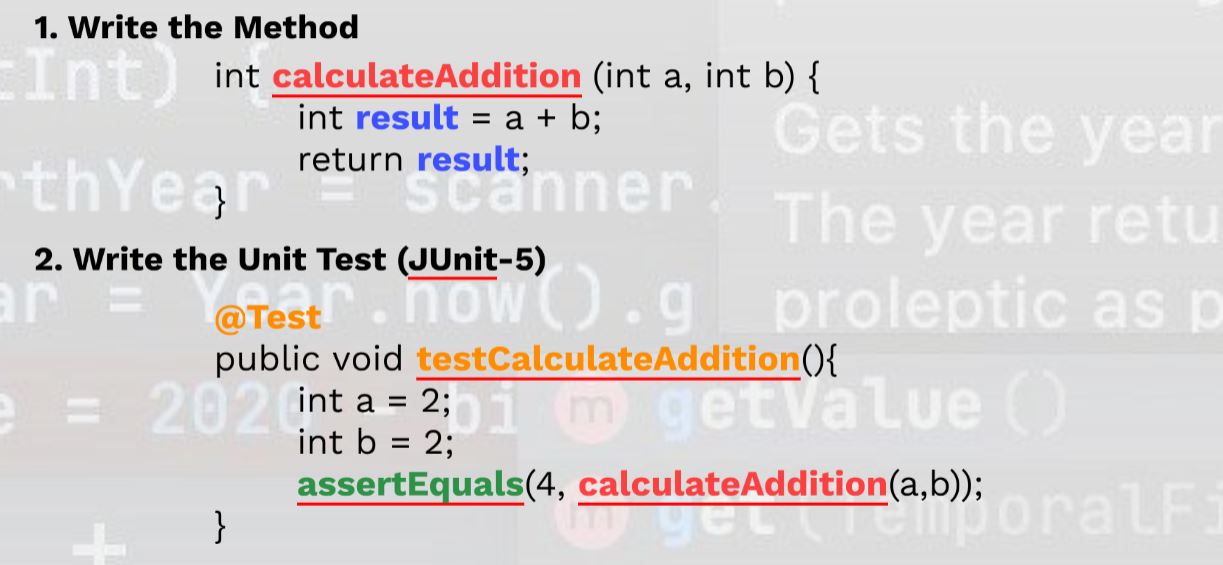 1. Write the Method
int calculateAddition (int a, int b) {
int result = a + b;
return result;
}
2. Write the Unit Test (JUnit-5)
@Test
public void testCalculateAddition(){
int a = 2;
int b = 2;
assertEquals(4, calculateAddition(a,b));
}
Int) {
thYear = scanner.
Gets the year
The year retu
ar = Year.now().g
proleptic as p
e = 2020 - bi
m getValue()
m get(TemporalFi
+